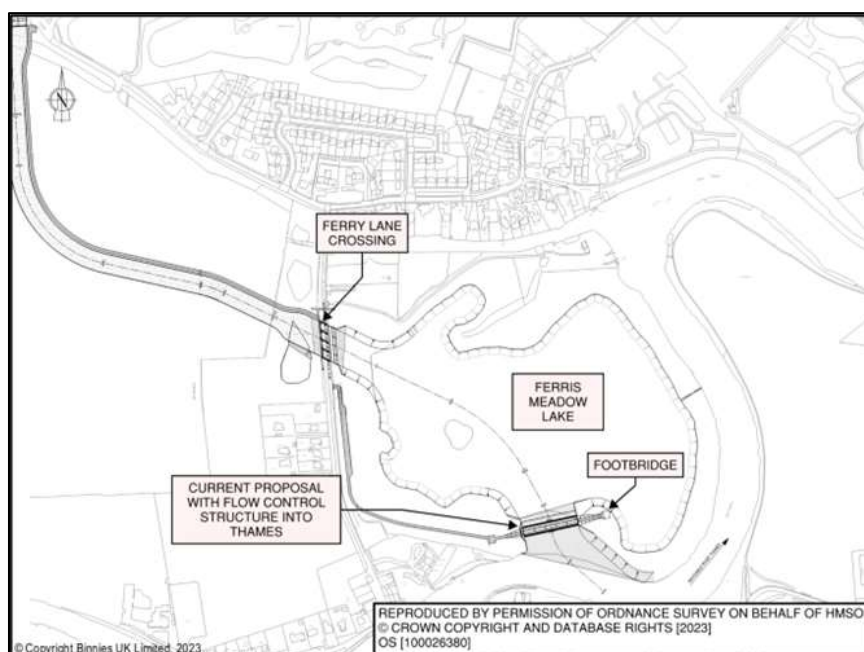 N
FERRY LANE
CROSSING
FERRIS
MEADOW
LAKE
FOOTBRIDGE
CURRENT PROPOSAL
WITH FLOW CONTROL
STRUCTURE INTO
THAMES
REPRODUCED BY PERMISSION OF ORDNANCE SURVEY ON BEHALF OF HMSO
© CROWN COPYRIGHT AND DATABASE RIGHTS [2023]
OS [100026380]
© Copyright Binnies UK Limited, 2023